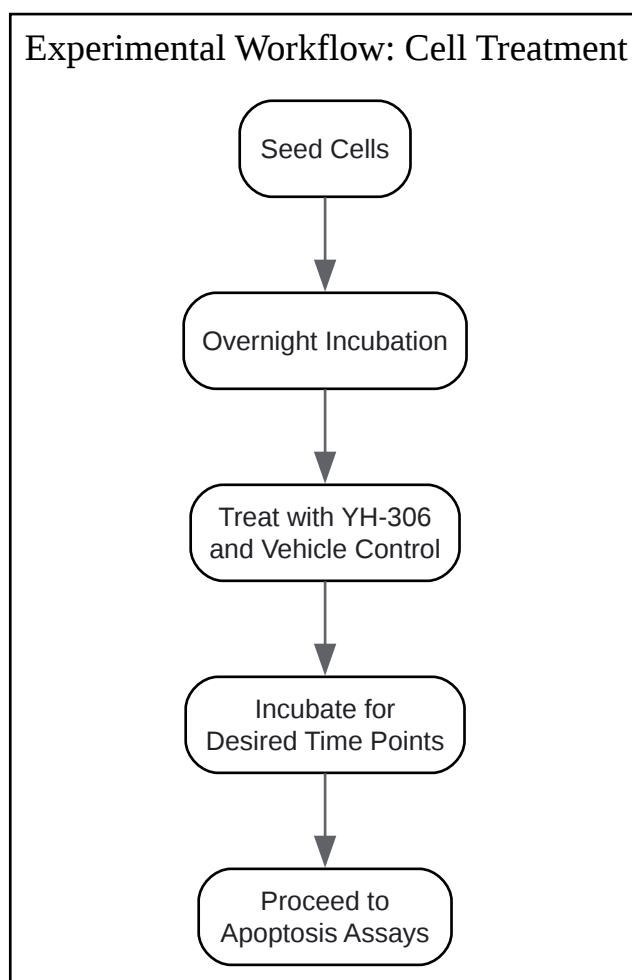 Experimental Workflow: Cell Treatment
Seed Cells
Overnight Incubation
Treat with YH-306
and Vehicle Control
Incubate for
Desired Time Points
Proceed to
Apoptosis Assays